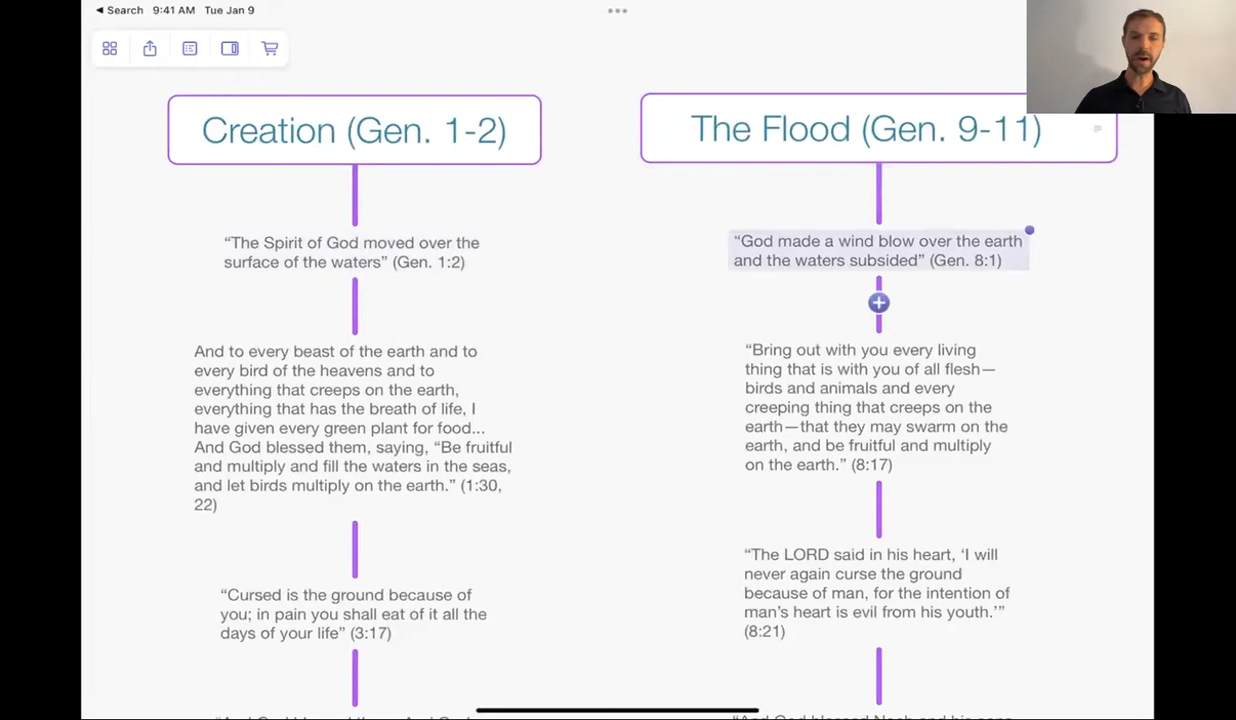 Search 9:41 AM Tue Jan 9
Creation (Gen. 1-2)
“The Spirit of God moved over the
surface of the waters” (Gen. 1:2)
And to every beast of the earth and to
every bird of the heavens and to
everything that creeps on the earth,
everything that has the breath of life, I
have given every green plant for food...
And God blessed them, saying, “Be fruitful
and multiply and fill the waters in the seas,
and let birds multiply on the earth.” (1:30,
22)
“Cursed is the ground because of
you; in pain you shall eat of it all the
days of your life” (3:17)
The Flood (Gen. 9-11)
“God made a wind blow over the earth
and the waters subsided” (Gen. 8:1)
“Bring out with you every living
thing that is with you of all flesh—
birds and animals and every
creeping thing that creeps on the
earth—that they may swarm on the
earth, and be fruitful and multiply
on the earth.” (8:17)
“The LORD said in his heart, ‘I will
never again curse the ground
because of man, for the intention of
man’s heart is evil from his youth.’”
(8:21)